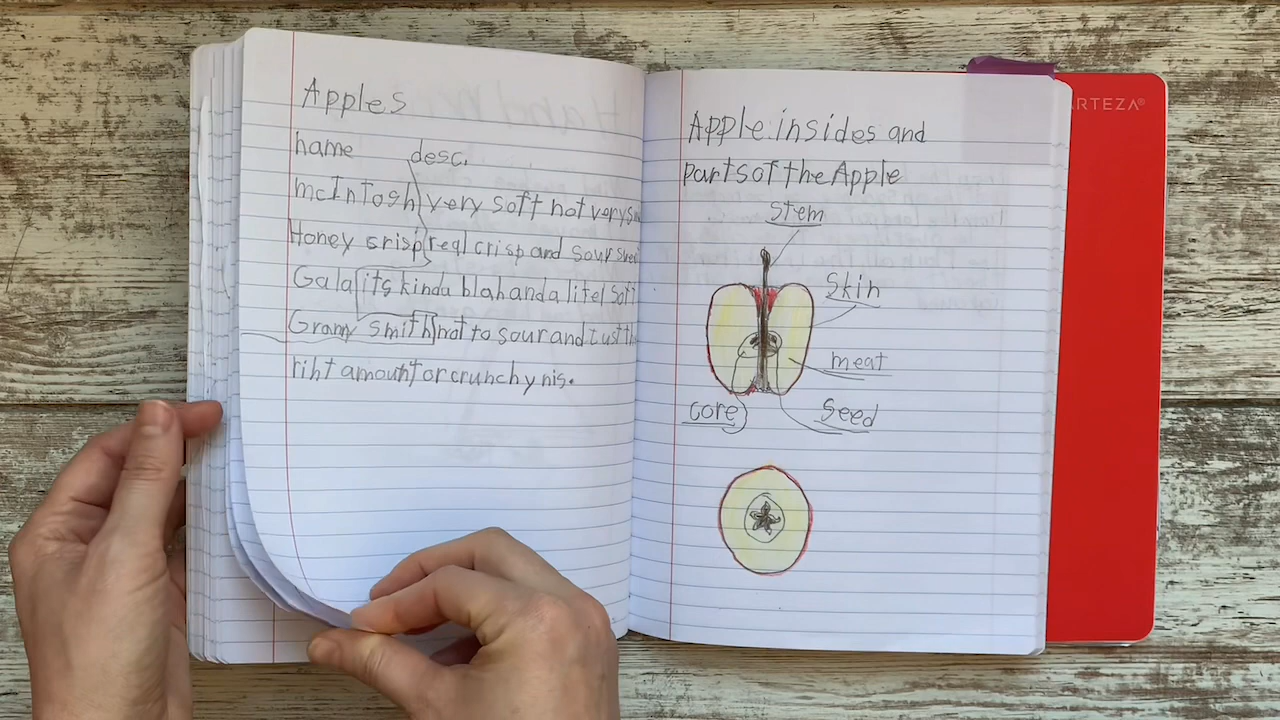 Apples
name desc.
mcIntosh very soft not very
Honey crisp real crisp and sour
Gala its kinda blah and a litel soft
Grany smith not to sour and Just th
riht amount or crunchy nis.
Apple: insides and
parts of the Apple
Stem
Skin
meat
core
Seed
ARTEZA®